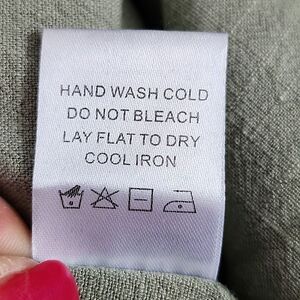 HAND WASH COLD
DO NOT BLEACH
LAY FLAT TO DRY
COOL IRON